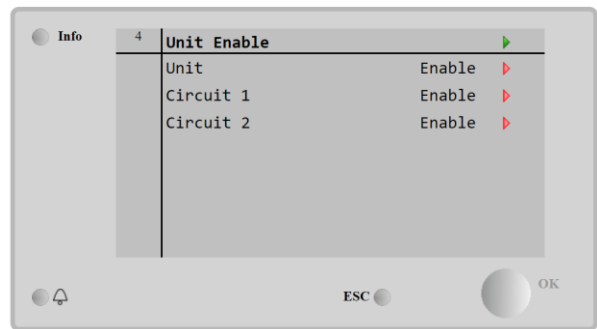 Info
4 Unit Enable
Unit Enable
Circuit 1 Enable
Circuit 2 Enable
ESC
OK